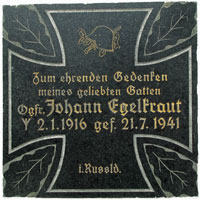 Zum ehrenden Gedenken
meines geliebten Gatten
Ogfr. Johann Egelkraut
ᛉ 2.1.1916 gef. 21.7.1941
i.Russld.